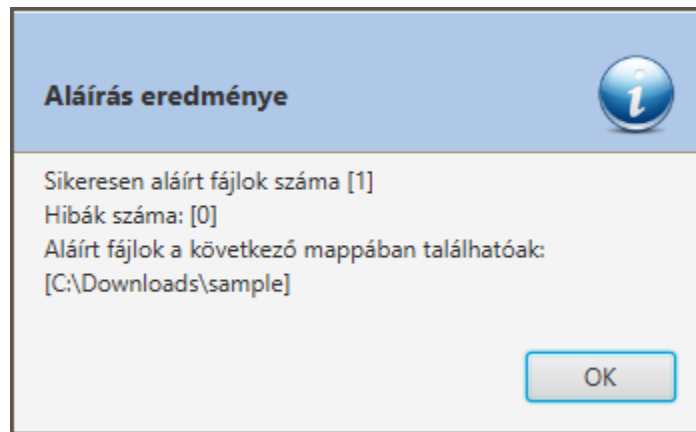 Aláírás eredménye
Sikeresen aláírt fájlok száma [1]
Hibák száma: [0]
Aláírt fájlok a következő mappában találhatóak:
[C:\Downloads\sample]
OK